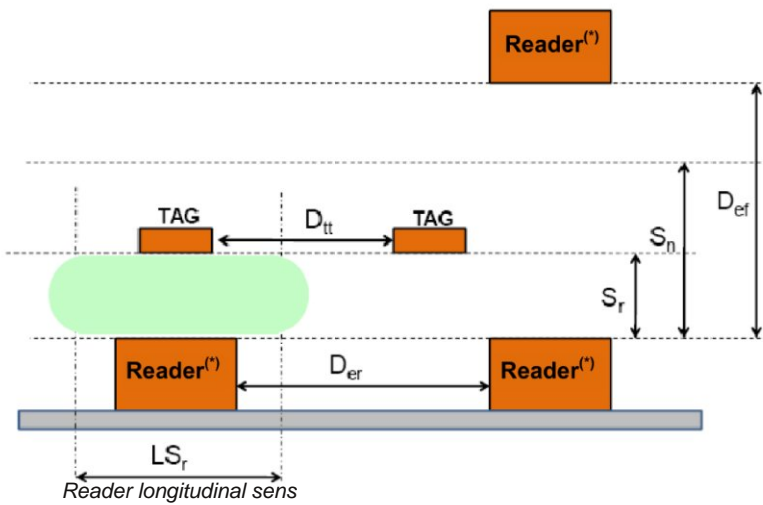 Reader(*)
TAG
Dtt
TAG
Def
Sn
Sr
Reader(*)
Der
Reader(*)
LSr
Reader longitudinal sens